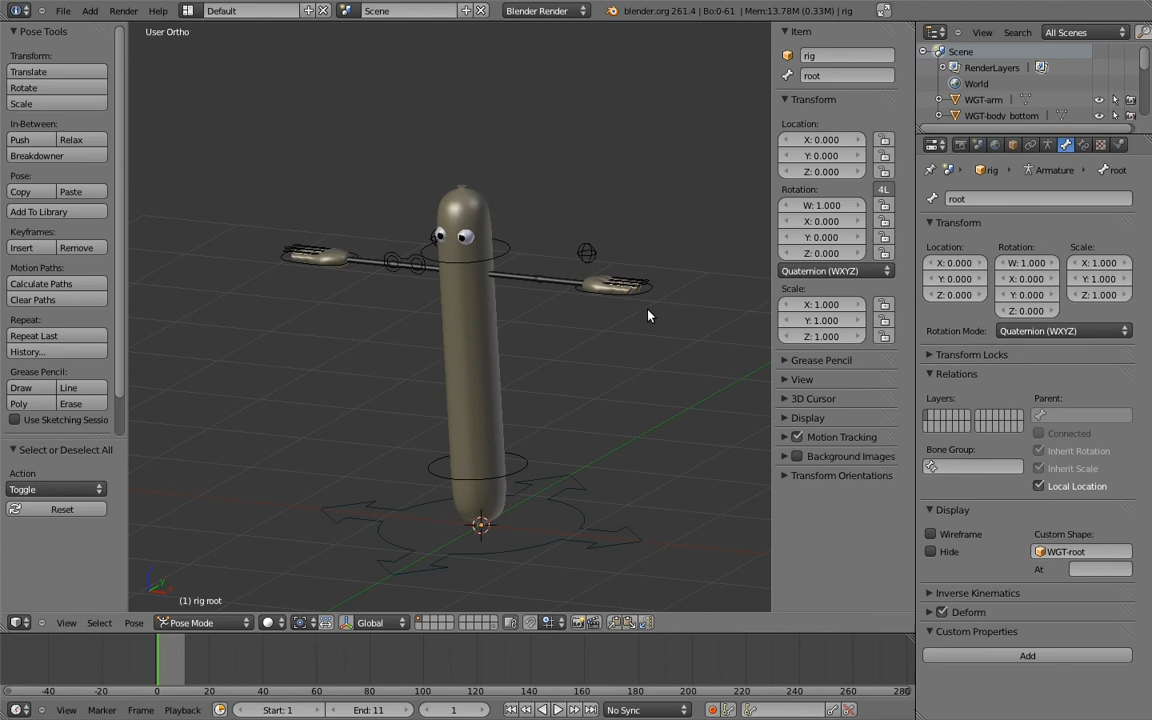 File Add Render Help Default Scene Blender Render blender.org 261.4 | Bo:0-61 | Mem:13.78M (0.33M) | rig
Pose Tools
Transform:
Translate
Rotate
Scale
In-Between:
Push Relax
Breakdowner
Pose:
Copy Paste
Add To Library
Keyframes:
Insert Remove
Motion Paths:
Calculate Paths
Clear Paths
Repeat:
Repeat Last
History...
Grease Pencil:
Draw Line
Poly Erase
Use Sketching Sessio
Select or Deselect All
Action
Toggle
Reset
User Ortho
(1) rig root
Item
rig
root
Transform
Location:
X: 0.000
Y: 0.000
Z: 0.000
Rotation:
4L
W: 1.000
X: 0.000
Y: 0.000
Z: 0.000
Quaternion (WXYZ)
Scale:
X: 1.000
Y: 1.000
Z: 1.000
Grease Pencil
View
3D Cursor
Display
Motion Tracking
Background Images
Transform Orientations
View Search All Scenes
Scene
RenderLayers
World
WGT-arm
WGT-body_bottom
rig Armature root
root
Transform
Location: Rotation: Scale:
X: 0.000 W: 1.000 X: 1.000
Y: 0.000 X: 0.000 Y: 1.000
Z: 0.000 Y: 0.000 Z: 1.000
Z: 0.000
Rotation Mode: Quaternion (WXYZ)
Transform Locks
Relations
Layers: Parent:
Connected
Bone Group: Inherit Rotation
Inherit Scale
Local Location
Display
Wireframe Custom Shape:
Hide WGT-root
At
Inverse Kinematics
Deform
Custom Properties
Add
View Select Pose Pose Mode Global
-40 -20 0 20 40 60 80 100 120 140 160 180 200 220 240 260 280
View Marker Frame Playback Start: 1 End: 11 1 No Sync